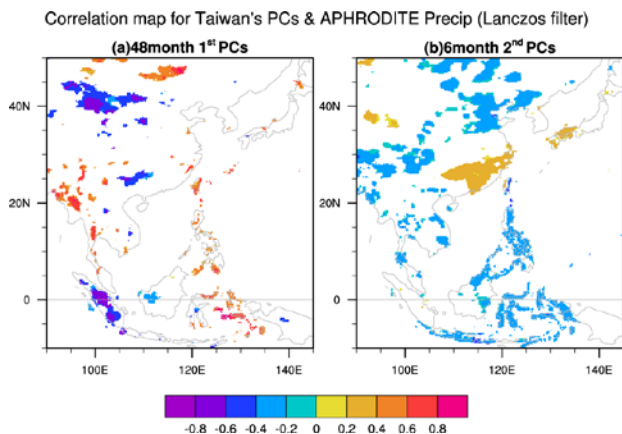 Correlation map for Taiwan's PCs & APHRODITE Precip (Lanczos filter)
(a)48month 1st PCs
(b)6month 2nd PCs
40N
40N
20N
20N
0
0
100E 120E 140E
100E 120E 140E
-0.8 -0.6 -0.4 -0.2 0 0.2 0.4 0.6 0.8